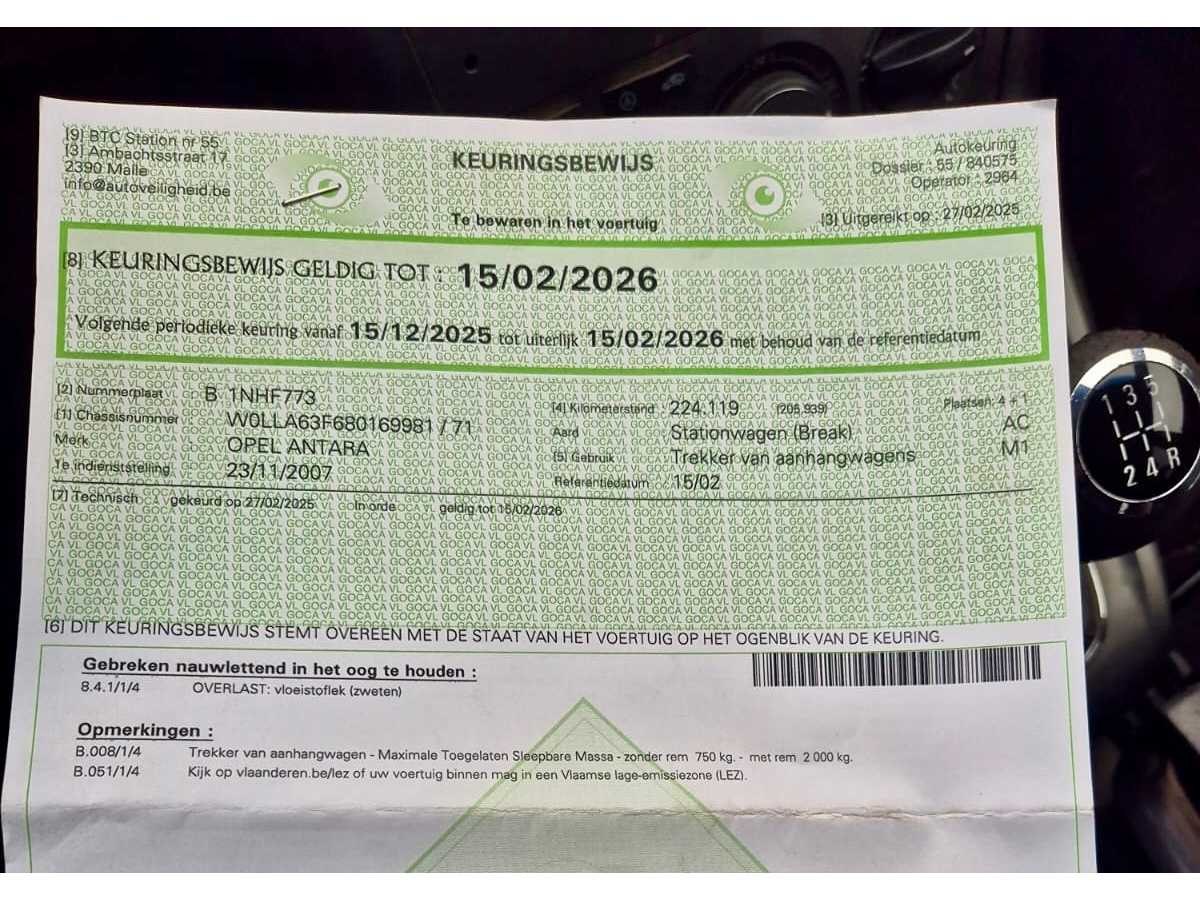 [9] BTC Station nr 55
[3] Ambachtsstraat 17
2390 Malle
info@autoveiligheid.be
KEURINGSBEWIJS
Te bewaren in het voertuig
Autokeuring
Dossier : 55 / 840575
Operator : 2964
[3] Uitgereikt op : 27/02/2025
[8] KEURINGSBEWIJS GELDIG TOT : 15/02/2026
Volgende periodieke keuring vanaf 15/12/2025 tot uiterlijk 15/02/2026 met behoud van de referentiedatum
[2] Nummerplaat B 1NHF773
[1] Chassisnummer W0LLA63F680169981 / 71
Merk OPEL ANTARA
1e indienststelling 23/11/2007
[4] Kilometerstand 224.119 (205.939) Plaatsen: 4 + 1
Aard Stationwagen (Break) AC
[5] Gebruik Trekker van aanhangwagens M1
Referentiedatum 15/02
[7] Technisch gekeurd op 27/02/2025 In orde geldig tot 15/02/2026
[6] DIT KEURINGSBEWIJS STEMT OVEREEN MET DE STAAT VAN HET VOERTUIG OP HET OGENBLIK VAN DE KEURING.
Gebreken nauwlettend in het oog te houden :
8.4.1/1/4 OVERLAST: vloeistoflek (zweten)
Opmerkingen :
B.008/1/4 Trekker van aanhangwagen - Maximale Toegelaten Sleepbare Massa - zonder rem 750 kg. - met rem 2 000 kg.
B.051/1/4 Kijk op vlaanderen.be/lez of uw voertuig binnen mag in een Vlaamse lage-emissiezone (LEZ).
1 3 5
2 4 R